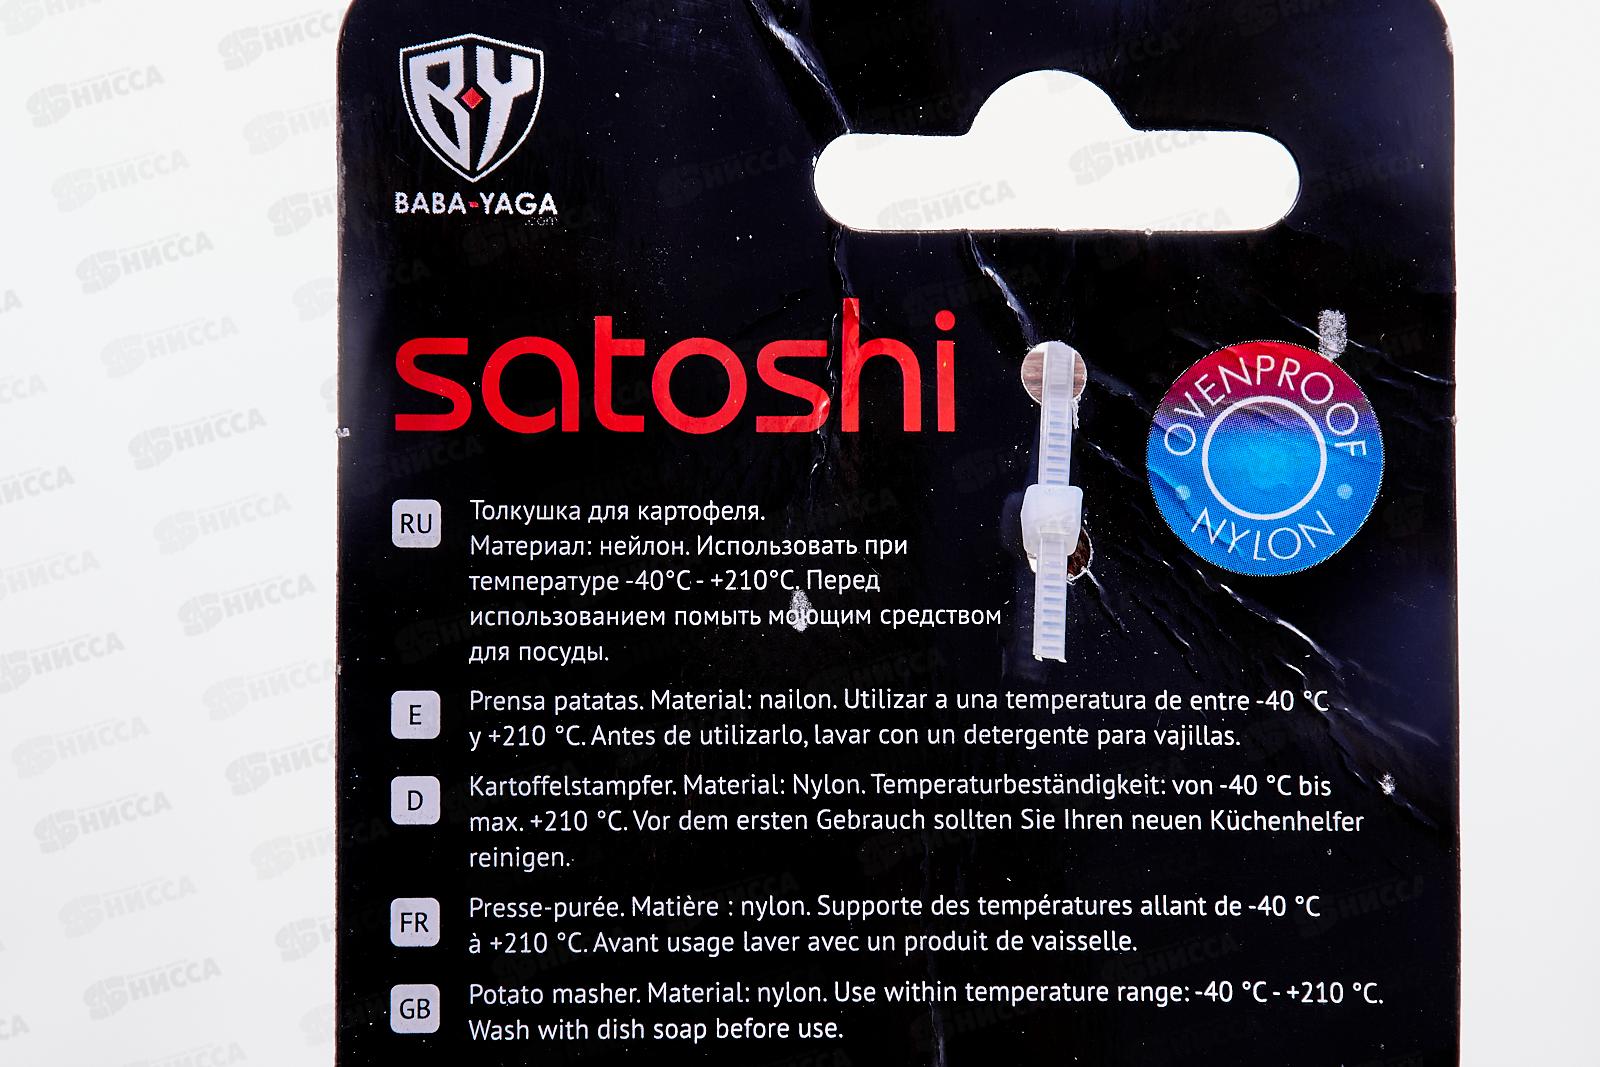 BY
BABA-YAGA
.com
satoshi
OVENPROOF
NYLON
RU
Толкушка для картофеля.
Материал: нейлон. Использовать при
температуре -40°C - +210°C. Перед
использованием помыть моющим средством
для посуды.
E
Prensa patatas. Material: nailon. Utilizar a una temperatura de entre -40 °C
y +210 °C. Antes de utilizarlo, lavar con un detergente para vajillas.
D
Kartoffelstampfer. Material: Nylon. Temperaturbeständigkeit: von -40 °C bis
max. +210 °C. Vor dem ersten Gebrauch sollten Sie Ihren neuen Küchenhelfer
reinigen.
FR
Presse-purée. Matière : nylon. Supporte des températures allant de -40 °C
à +210 °C. Avant usage laver avec un produit de vaisselle.
GB
Potato masher. Material: nylon. Use within temperature range: -40 °C - +210 °C.
Wash with dish soap before use.